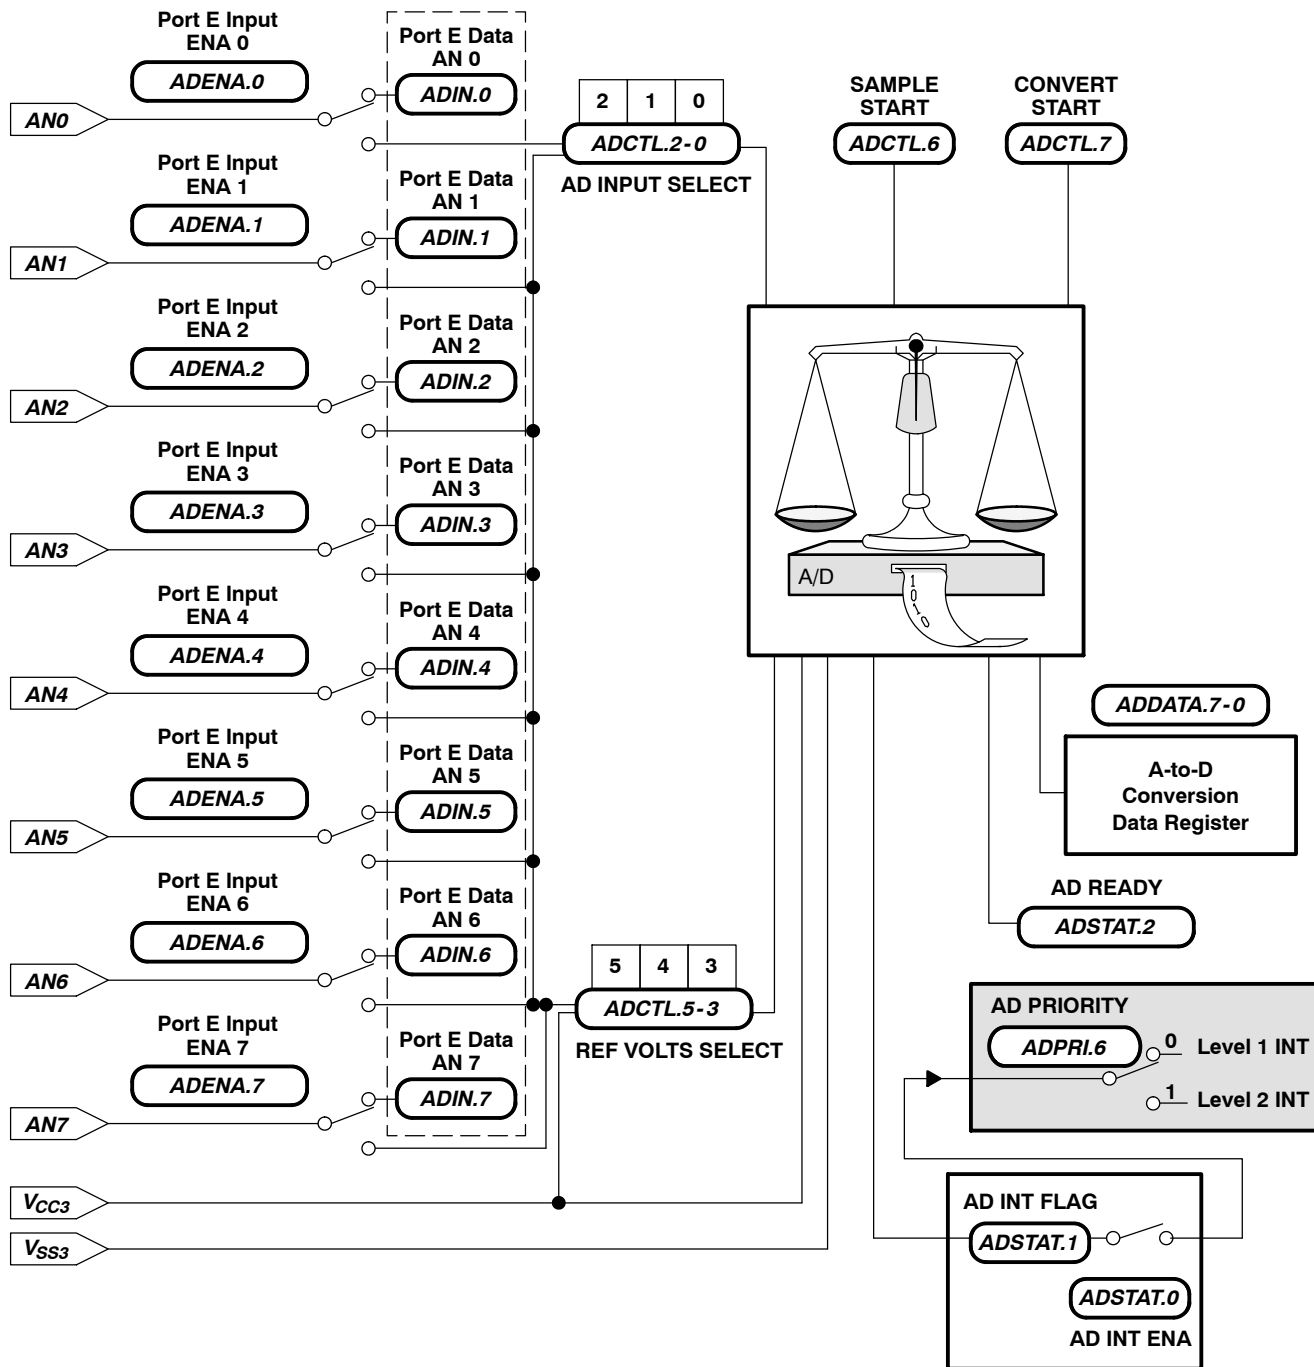 Port E Input
ENA 0
ADENA.0
AN0
Port E Data
AN 0
ADIN.0
Port E Input
ENA 1
ADENA.1
AN1
Port E Data
AN 1
ADIN.1
Port E Input
ENA 2
ADENA.2
AN2
Port E Data
AN 2
ADIN.2
Port E Input
ENA 3
ADENA.3
AN3
Port E Data
AN 3
ADIN.3
Port E Input
ENA 4
ADENA.4
AN4
Port E Data
AN 4
ADIN.4
Port E Input
ENA 5
ADENA.5
AN5
Port E Data
AN 5
ADIN.5
Port E Input
ENA 6
ADENA.6
AN6
Port E Data
AN 6
ADIN.6
Port E Input
ENA 7
ADENA.7
AN7
Port E Data
AN 7
ADIN.7
VCC3
VSS3
2 1 0
ADCTL.2-0
AD INPUT SELECT
SAMPLE
START
ADCTL.6
CONVERT
START
ADCTL.7
A/D
1
0
1
0
5 4 3
ADCTL.5-3
REF VOLTS SELECT
ADDATA.7-0
A-to-D
Conversion
Data Register
AD READY
ADSTAT.2
AD PRIORITY
ADPRI.6
0 Level 1 INT
1 Level 2 INT
AD INT FLAG
ADSTAT.1
ADSTAT.0
AD INT ENA